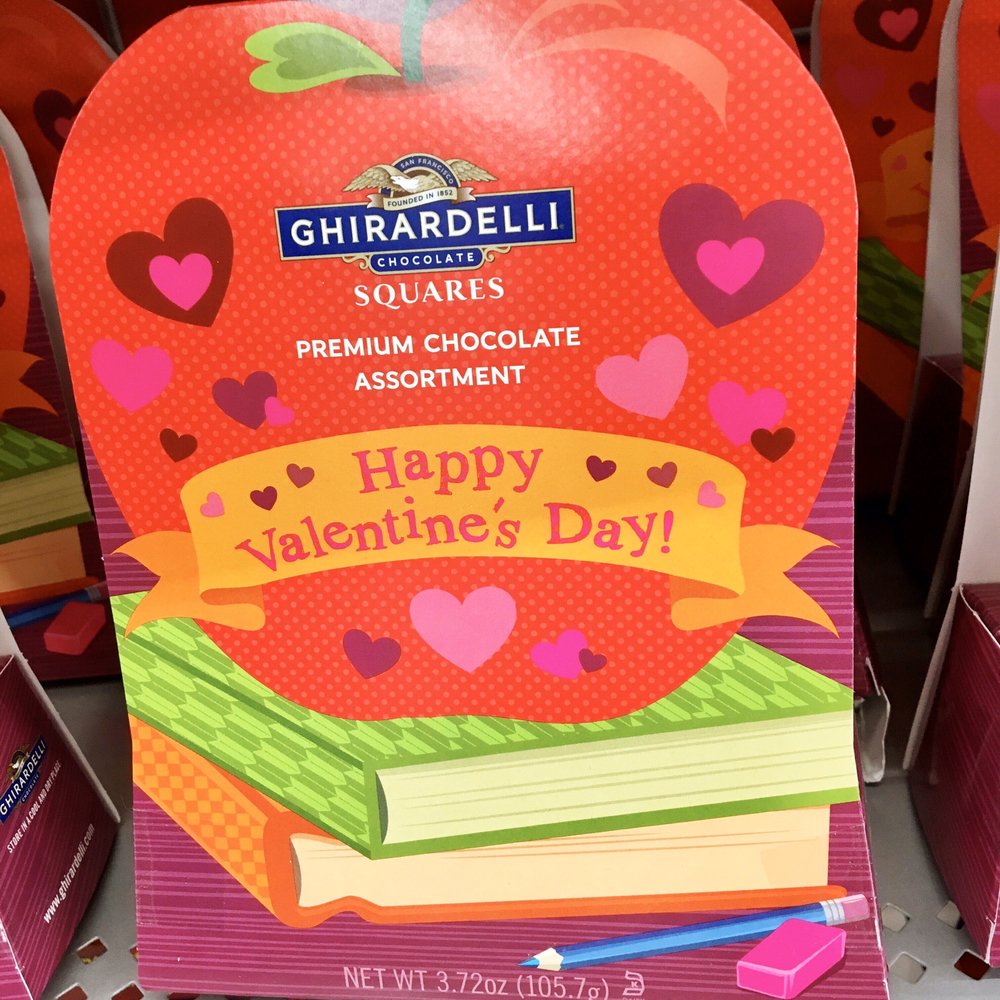 SAN FRANCISCO
FOUNDED IN 1852
GHIRARDELLI
CHOCOLATE
SQUARES
PREMIUM CHOCOLATE
ASSORTMENT
Happy
Valentine's Day!
NET WT 3.72oz (105.7g)
GHIRARDELLI
CHOCOLATE
STORE IN A COOL AND DRY PLACE
www.ghirardelli.com